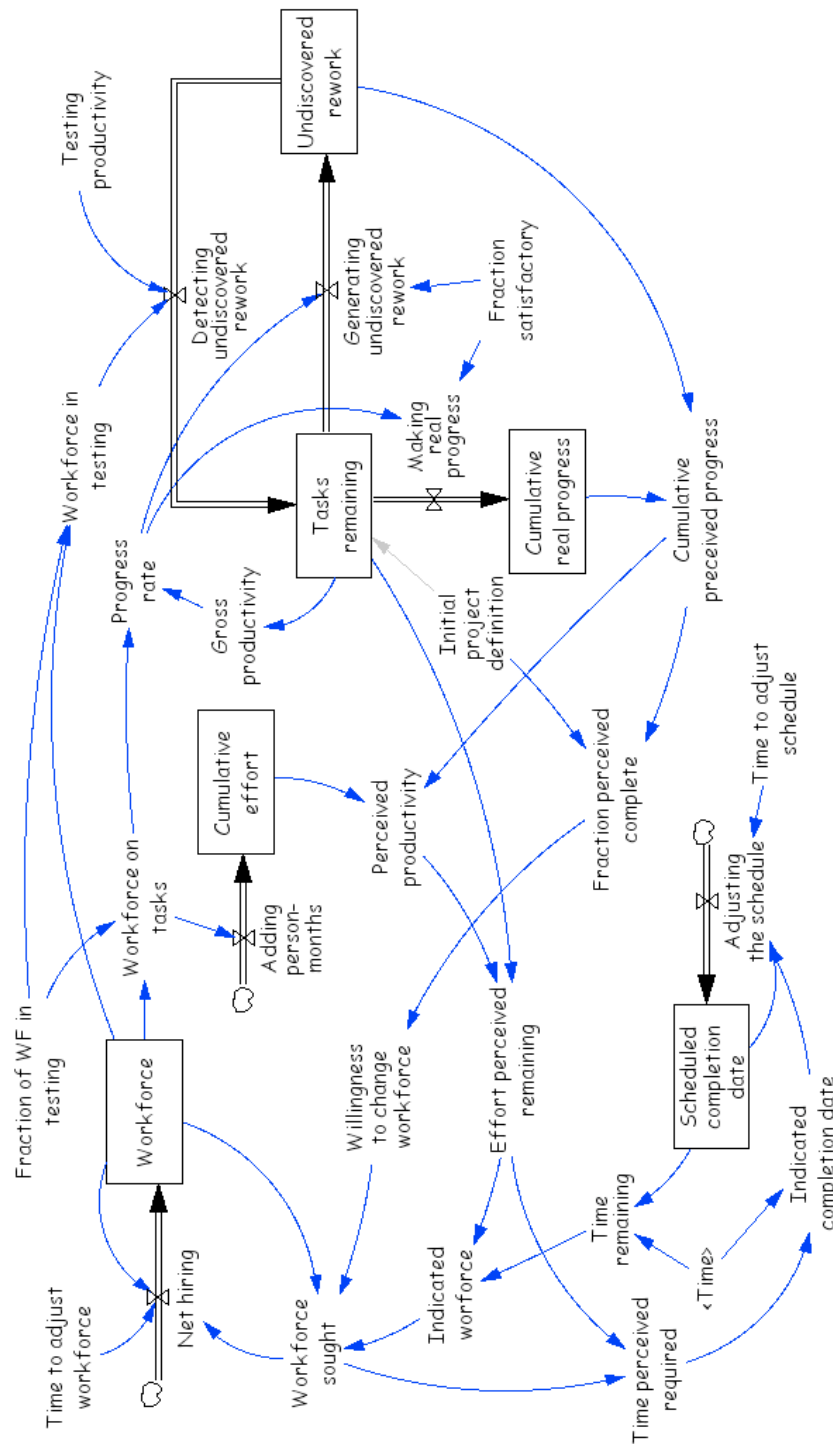 Time to adjust
workforce
Fraction of WF in
testing
Workforce in
testing
Testing
productivity
Net hiring
Workforce
Workforce on
tasks
Progress
rate
Detecting
undiscovered
rework
Undiscovered
rework
Adding
person-
months
Cumulative
effort
Gross
productivity
Tasks
remaining
Generating
undiscovered
rework
Workforce
sought
Willingness
to change
workforce
Perceived
productivity
Initial
project
definition
Making
real
progress
Fraction
satisfactory
Indicated
worforce
Effort perceived
remaining
Cumulative
real progress
Time
remaining
Fraction perceived
complete
Time perceived
required
<Time>
Scheduled
completion
date
Adjusting
the schedule
Cumulative
preceived progress
Indicated
completion date
Time to adjust
schedule